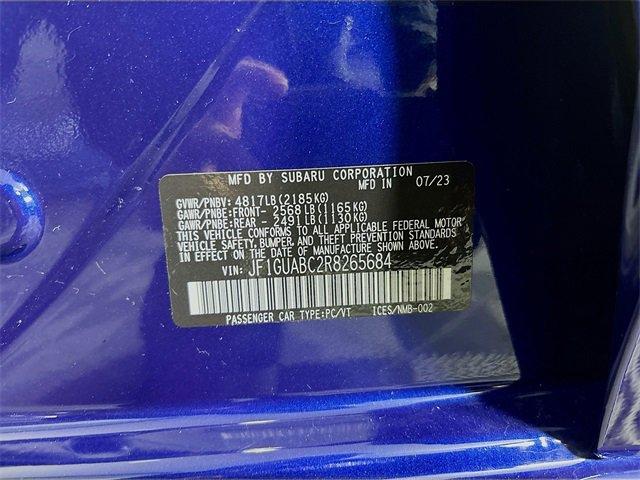 MFD BY SUBARU CORPORATION
MFD IN 07/23
GVWR/PNBV: 4817LB(2185KG)
GAWR/PNBE:FRONT- 2568LB(1165KG)
GAWR/PNBE:REAR - 2491LB(1130KG)
THIS VEHICLE CONFORMS TO ALL APPLICABLE FEDERAL MOTOR
VEHICLE SAFETY, BUMPER, AND THEFT PREVENTION STANDARDS
IN EFFECT ON THE DATE OF MANUFACTURE SHOWN ABOVE.
VIN: JF1GUABC2R8265684
PASSENGER CAR TYPE:PC/VT ICES/NMB-002